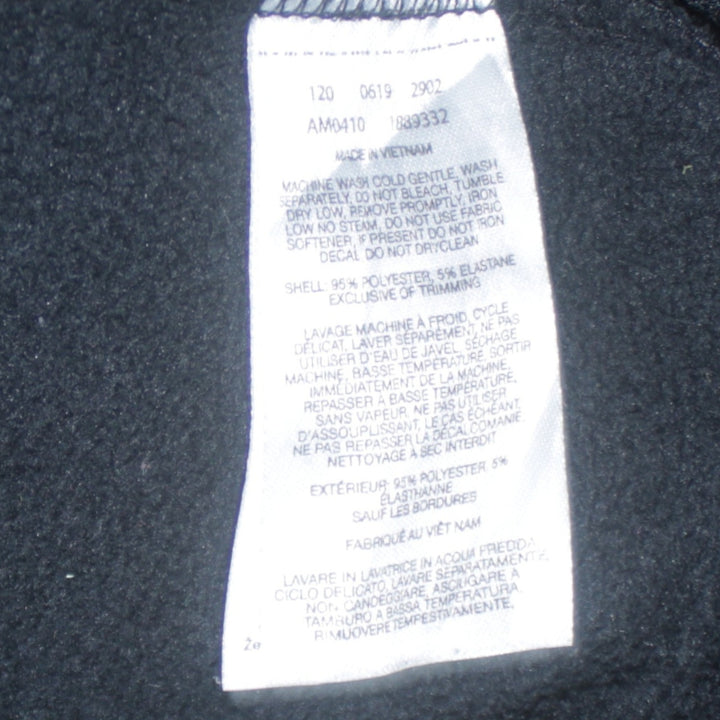 120 0619 2902
AM0410 1889332
MADE IN VIETNAM
MACHINE WASH COLD GENTLE, WASH
SEPARATELY, DO NOT BLEACH, TUMBLE
DRY LOW, REMOVE PROMPTLY, IRON
LOW NO STEAM, DO NOT USE FABRIC
SOFTENER, IF PRESENT DO NOT IRON
DECAL DO NOT DRYCLEAN
SHELL: 95% POLYESTER, 5% ELASTANE
EXCLUSIVE OF TRIMMING
LAVAGE MACHINE À FROID, CYCLE
DÉLICAT, LAVER SÉPARÉMENT, NE PAS
UTILISER D'EAU DE JAVEL, SÉCHAGE
MACHINE, BASSE TEMPÉRATURE, SORTIR
IMMÉDIATEMENT DE LA MACHINE,
REPASSER À BASSE TEMPÉRATURE,
SANS VAPEUR, NE PAS UTILISER
D'ASSOUPLISSANT, LE CAS ÉCHÉANT,
NE PAS REPASSER LA DÉCALCOMANIE
NETTOYAGE À SEC INTERDIT
EXTÉRIEUR: 95% POLYESTER, 5%
ÉLASTHANNE
SAUF LES BORDURES
FABRIQUÉ AU VIÊT NAM
LAVARE IN LAVATRICE IN ACQUA FREDDA,
CICLO DELICATO, LAVARE SEPARATAMENTE,
NON CANDEGGIARE, ASCIUGARE A
TAMBURO A BASSA TEMPERATURA,
RIMUOVERE TEMPESTIVAMENTE,